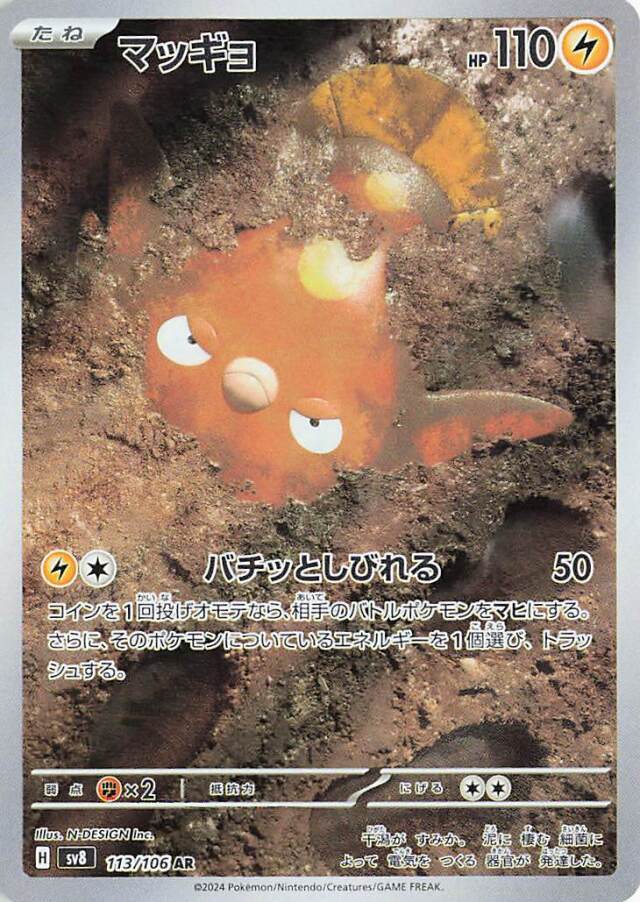 たね
マッギョ
HP110
バチッとしびれる 50
コインを1回投げオモテなら、相手のバトルポケモンをマヒにする。
さらに、そのポケモンについているエネルギーを1個選び、トラッ
シュする。
弱点 ×2 抵抗力 にげる
Illus. N-DESIGN Inc.
H sv8 113/106 AR
干潟が すみか。泥に 棲む 細菌に
よって 電気を つくる 器官が 発達した。
©2024 Pokémon/Nintendo/Creatures/GAME FREAK.